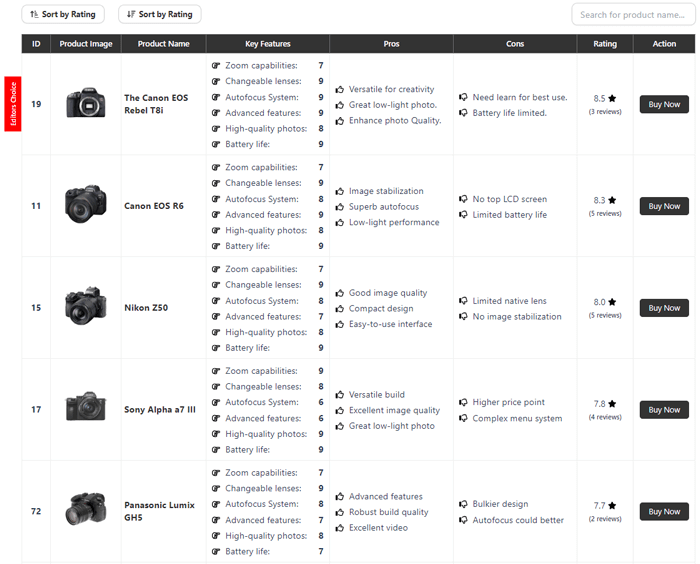 Sort by Rating
Sort by Rating
Search for product name...
ID Product Image Product Name Key Features Pros Cons Rating Action
Editors Choice
19
The Canon EOS
Rebel T8i
Zoom capabilities: 7
Changeable lenses: 9
Autofocus System: 9
Advanced features: 9
High-quality photos: 8
Battery life: 9
Versatile for creativity
Great low-light photo.
Enhance photo Quality.
Need learn for best use.
Battery life limited.
8.5
(3 reviews)
Buy Now
11
Canon EOS R6
Zoom capabilities: 7
Changeable lenses: 9
Autofocus System: 8
Advanced features: 9
High-quality photos: 8
Battery life: 9
Image stabilization
Superb autofocus
Low-light performance
No top LCD screen
Limited battery life
8.3
(5 reviews)
Buy Now
15
Nikon Z50
Zoom capabilities: 7
Changeable lenses: 9
Autofocus System: 8
Advanced features: 7
High-quality photos: 8
Battery life: 9
Good image quality
Compact design
Easy-to-use interface
Limited native lens
No image stabilization
8.0
(5 reviews)
Buy Now
17
Sony Alpha a7 III
Zoom capabilities: 9
Changeable lenses: 8
Autofocus System: 6
Advanced features: 6
High-quality photos: 9
Battery life: 9
Versatile build
Excellent image quality
Great low-light photo
Higher price point
Complex menu system
7.8
(4 reviews)
Buy Now
72
Panasonic Lumix
GH5
Zoom capabilities: 7
Changeable lenses: 9
Autofocus System: 8
Advanced features: 7
High-quality photos: 8
Battery life: 7
Advanced features
Robust build quality
Excellent video
Bulkier design
Autofocus could better
7.7
(2 reviews)
Buy Now